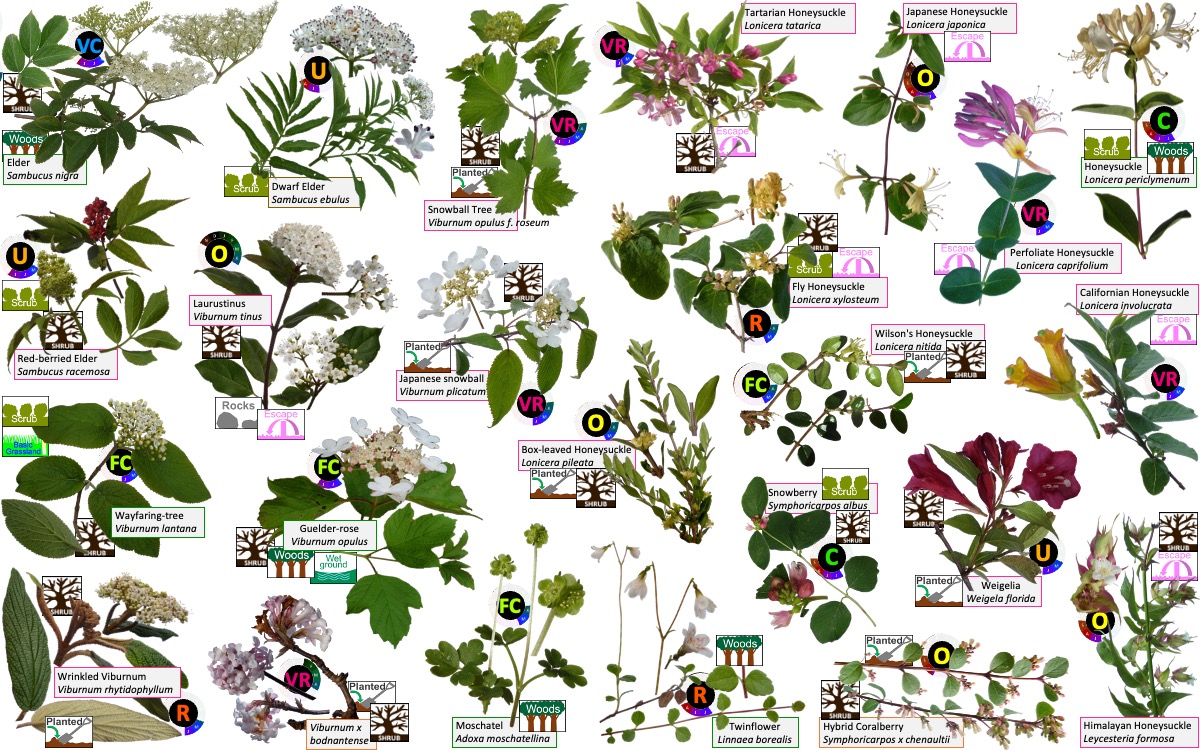 VC
SHRUB
Woods
Elder
Sambucus nigra
U
Scrub
Dwarf Elder
Sambucus ebulus
VR
SHRUB
Planted
Snowball Tree
Viburnum opulus f. roseum
VR
Tartarian Honeysuckle
Lonicera tatarica
SHRUB
Escape
Japanese Honeysuckle
Lonicera japonica
Escape
O
C
Scrub
Woods
Honeysuckle
Lonicera periclymenum
U
Scrub
SHRUB
Red-berried Elder
Sambucus racemosa
O
Laurustinus
Viburnum tinus
SHRUB
Rocks
Escape
SHRUB
Planted
Japanese snowball
Viburnum plicatum
VR
SHRUB
Scrub
Escape
Fly Honeysuckle
Lonicera xylosteum
R
VR
Escape
Perfoliate Honeysuckle
Lonicera caprifolium
Californian Honeysuckle
Lonicera involucrata
Escape
VR
Wilson's Honeysuckle
Lonicera nitida
Planted
SHRUB
FC
Scrub
Basic
Grassland
FC
Wayfaring-tree
Viburnum lantana
SHRUB
FC
Guelder-rose
Viburnum opulus
SHRUB
Woods
Wet
ground
O
Box-leaved Honeysuckle
Lonicera pileata
Planted
SHRUB
Snowberry
Symphoricarpos albus
Scrub
SHRUB
C
SHRUB
U
Planted
Weigelia
Weigela florida
SHRUB
Escape
O
Himalayan Honeysuckle
Leycesteria formosa
SHRUB
Wrinkled Viburnum
Viburnum rhytidophyllum
Planted
R
VR
Planted
Viburnum x
bodnantense
SHRUB
FC
Moschatel
Adoxa moschatellina
Woods
Woods
R
Twinflower
Linnaea borealis
Planted
O
SHRUB
Hybrid Coralberry
Symphoricarpos x chenaultii